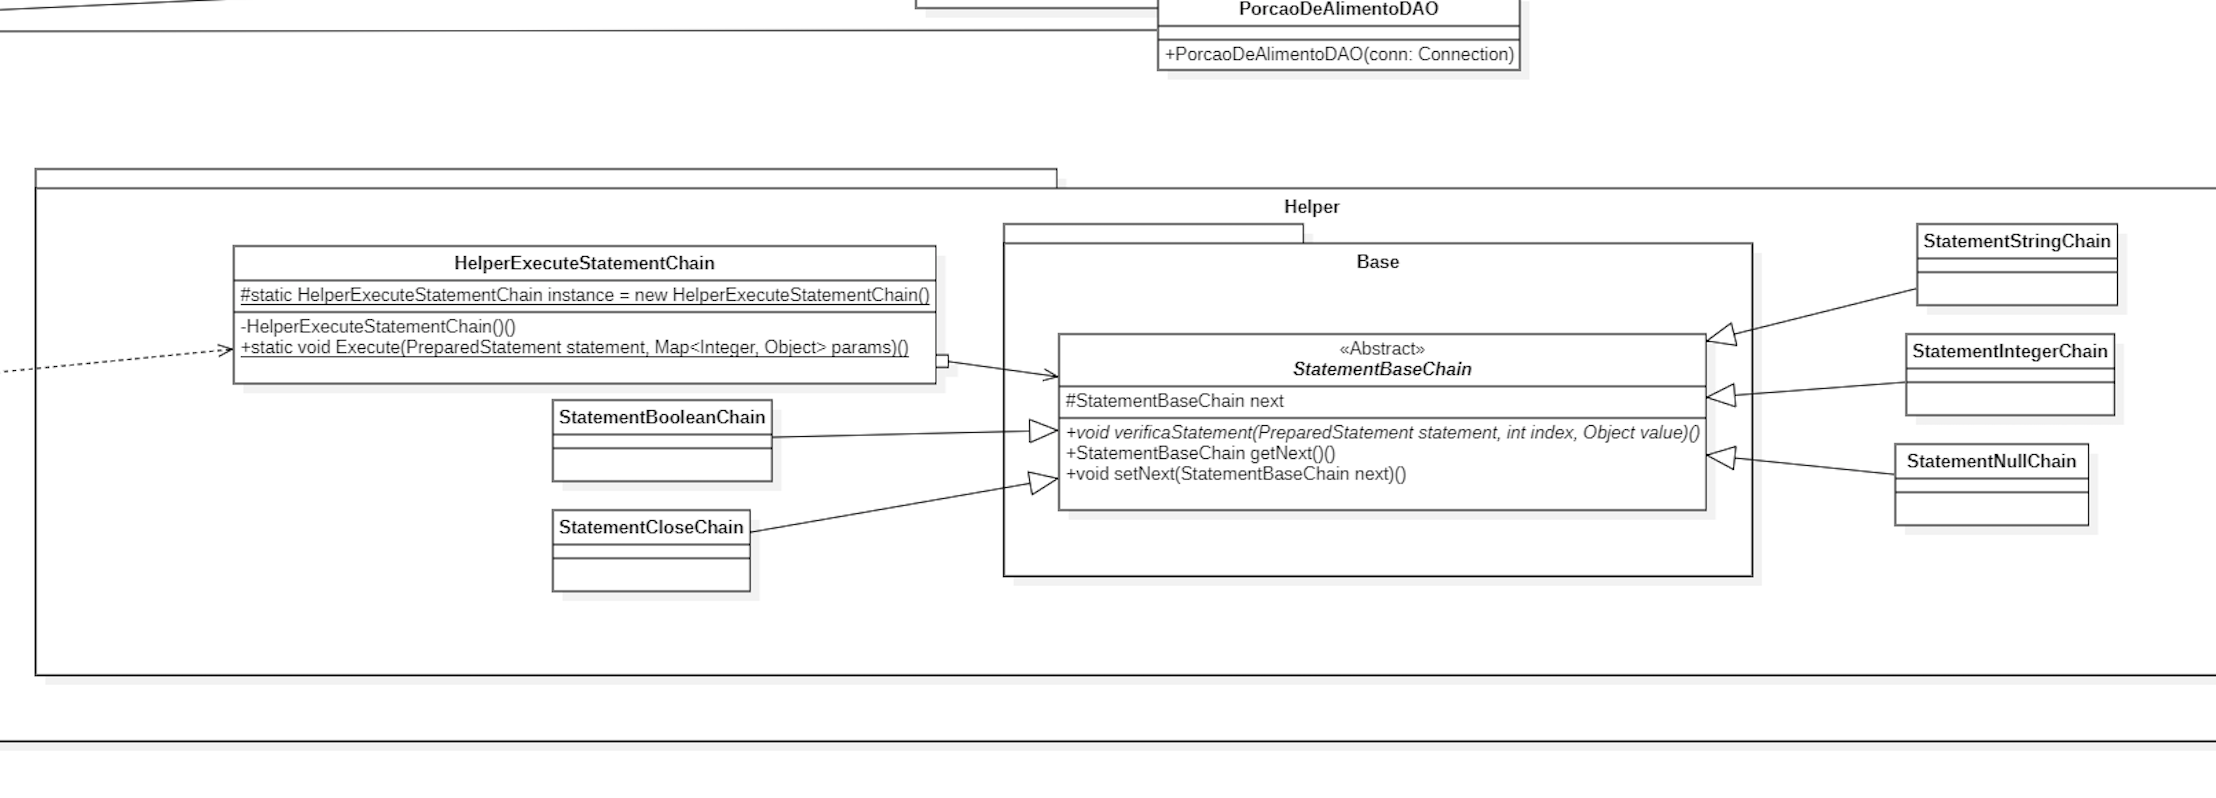 PorcaoDeAlimentoDAO
+PorcaoDeAlimentoDAO(conn: Connection)
Helper
HelperExecuteStatementChain
#static HelperExecuteStatementChain instance = new HelperExecuteStatementChain()
-HelperExecuteStatementChain()()
+static void Execute(PreparedStatement statement, Map<Integer, Object> params)()
StatementBooleanChain
StatementCloseChain
Base
«Abstract»
StatementBaseChain
#StatementBaseChain next
+void verificaStatement(PreparedStatement statement, int index, Object value)()
+StatementBaseChain getNext()()
+void setNext(StatementBaseChain next)()
StatementStringChain
StatementIntegerChain
StatementNullChain